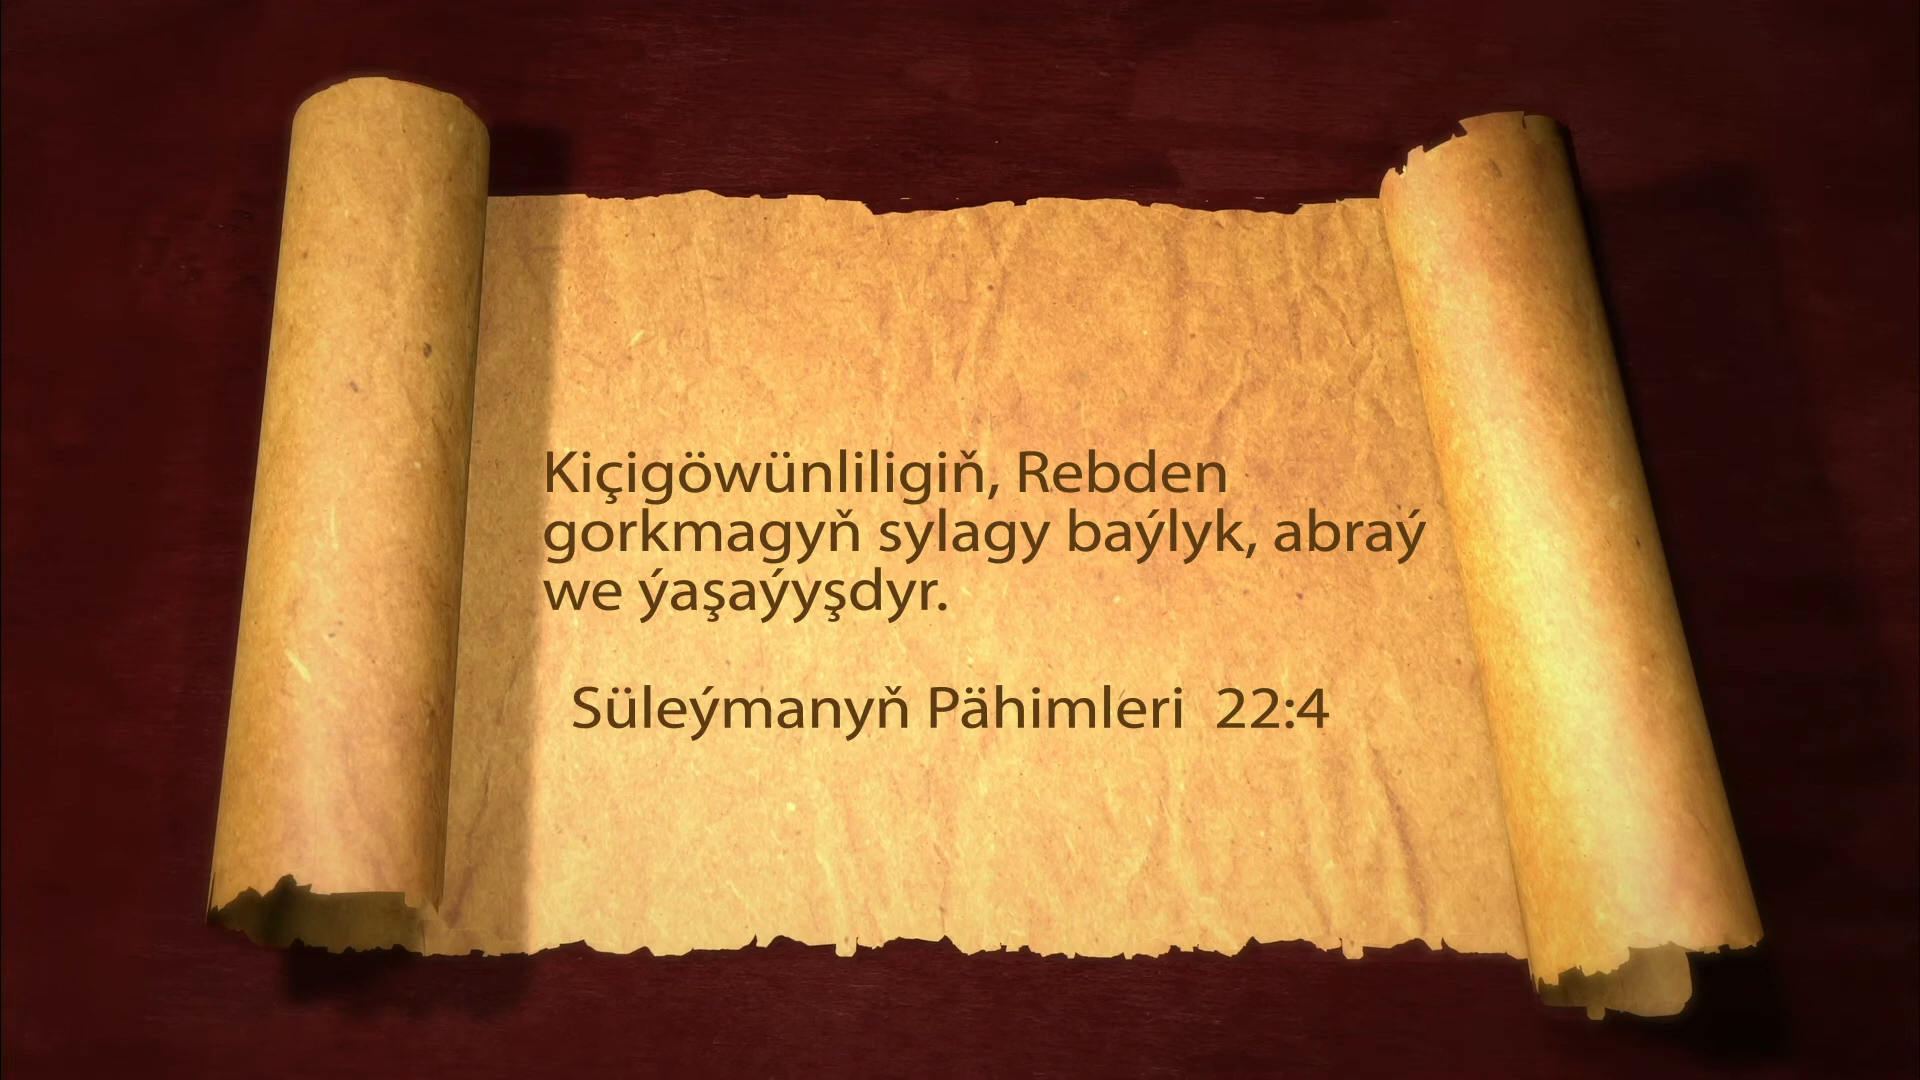 Kiçigöwünliligiň, Rebden
gorkmagyň sylagy baýlyk, abraý
we ýaşaýyşdyr.
Süleýmanyň Pähimleri 22:4